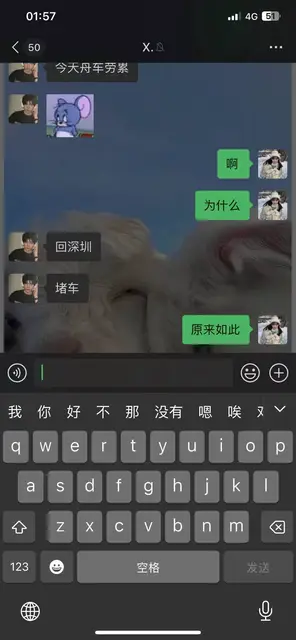 01:57
4G 51
50
X.
今天舟车劳累
啊
为什么
回深圳
堵车
原来如此
我 你 好 不 那 没有 嗯 唉
q w e r t y u i o p
a s d f g h j k l
z x c v b n m
123 空格 发送